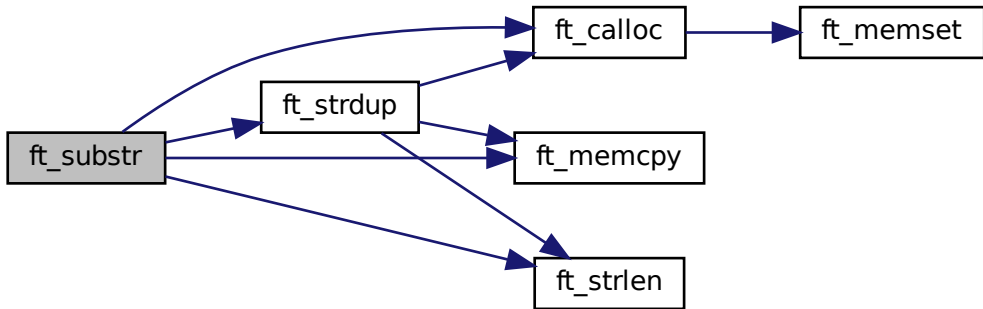 ft_calloc
ft_memset
ft_strdup
ft_substr
ft_memcpy
ft_strlen